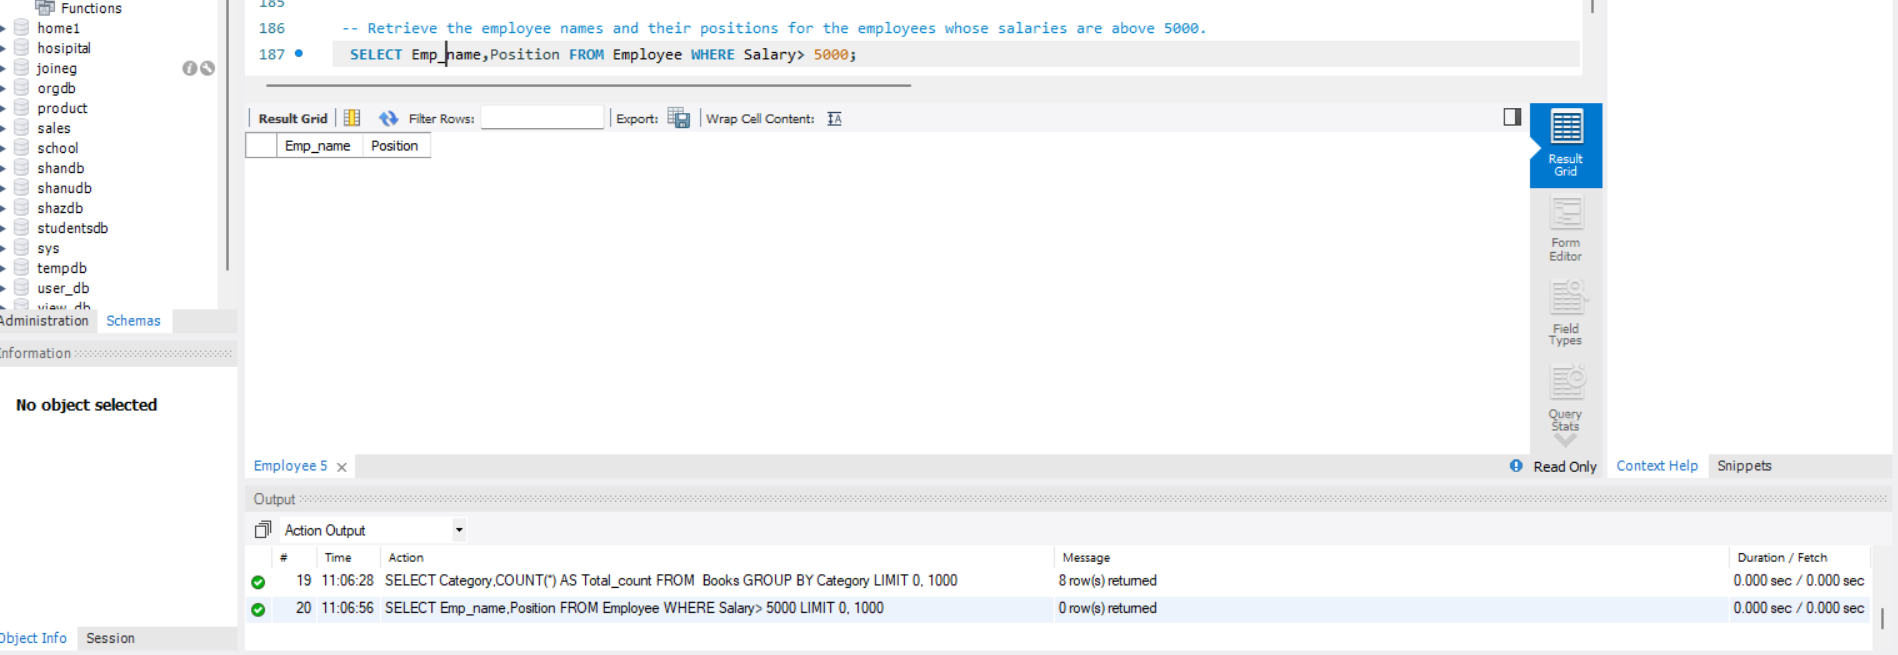 Functions
home1
hosipital
joineg
orgdb
product
sales
school
shandb
shanudb
shazdb
studentsdb
sys
tempdb
user_db
view_db
Administration Schemas
Information
No object selected
Object Info Session
185
186 -- Retrieve the employee names and their positions for the employees whose salaries are above 5000.
187 SELECT Emp_name,Position FROM Employee WHERE Salary> 5000;
Result Grid Filter Rows: Export: Wrap Cell Content:
Emp_name Position
Result
Grid
Form
Editor
Field
Types
Query
Stats
Employee 5
Read Only
Context Help Snippets
Output
Action Output
# Time Action Message Duration / Fetch
19 11:06:28 SELECT Category,COUNT(*) AS Total_count FROM  Books GROUP BY Category LIMIT 0, 1000 8 row(s) returned 0.000 sec / 0.000 sec
20 11:06:56 SELECT Emp_name,Position FROM Employee WHERE Salary> 5000 LIMIT 0, 1000 0 row(s) returned 0.000 sec / 0.000 sec